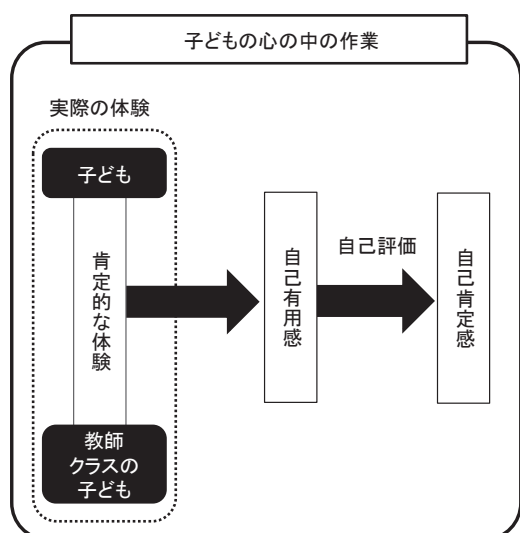 子どもの心の中の作業
実際の体験
子ども
肯定的な体験
自己有用感
自己評価
自己肯定感
教師
クラスの
子ども